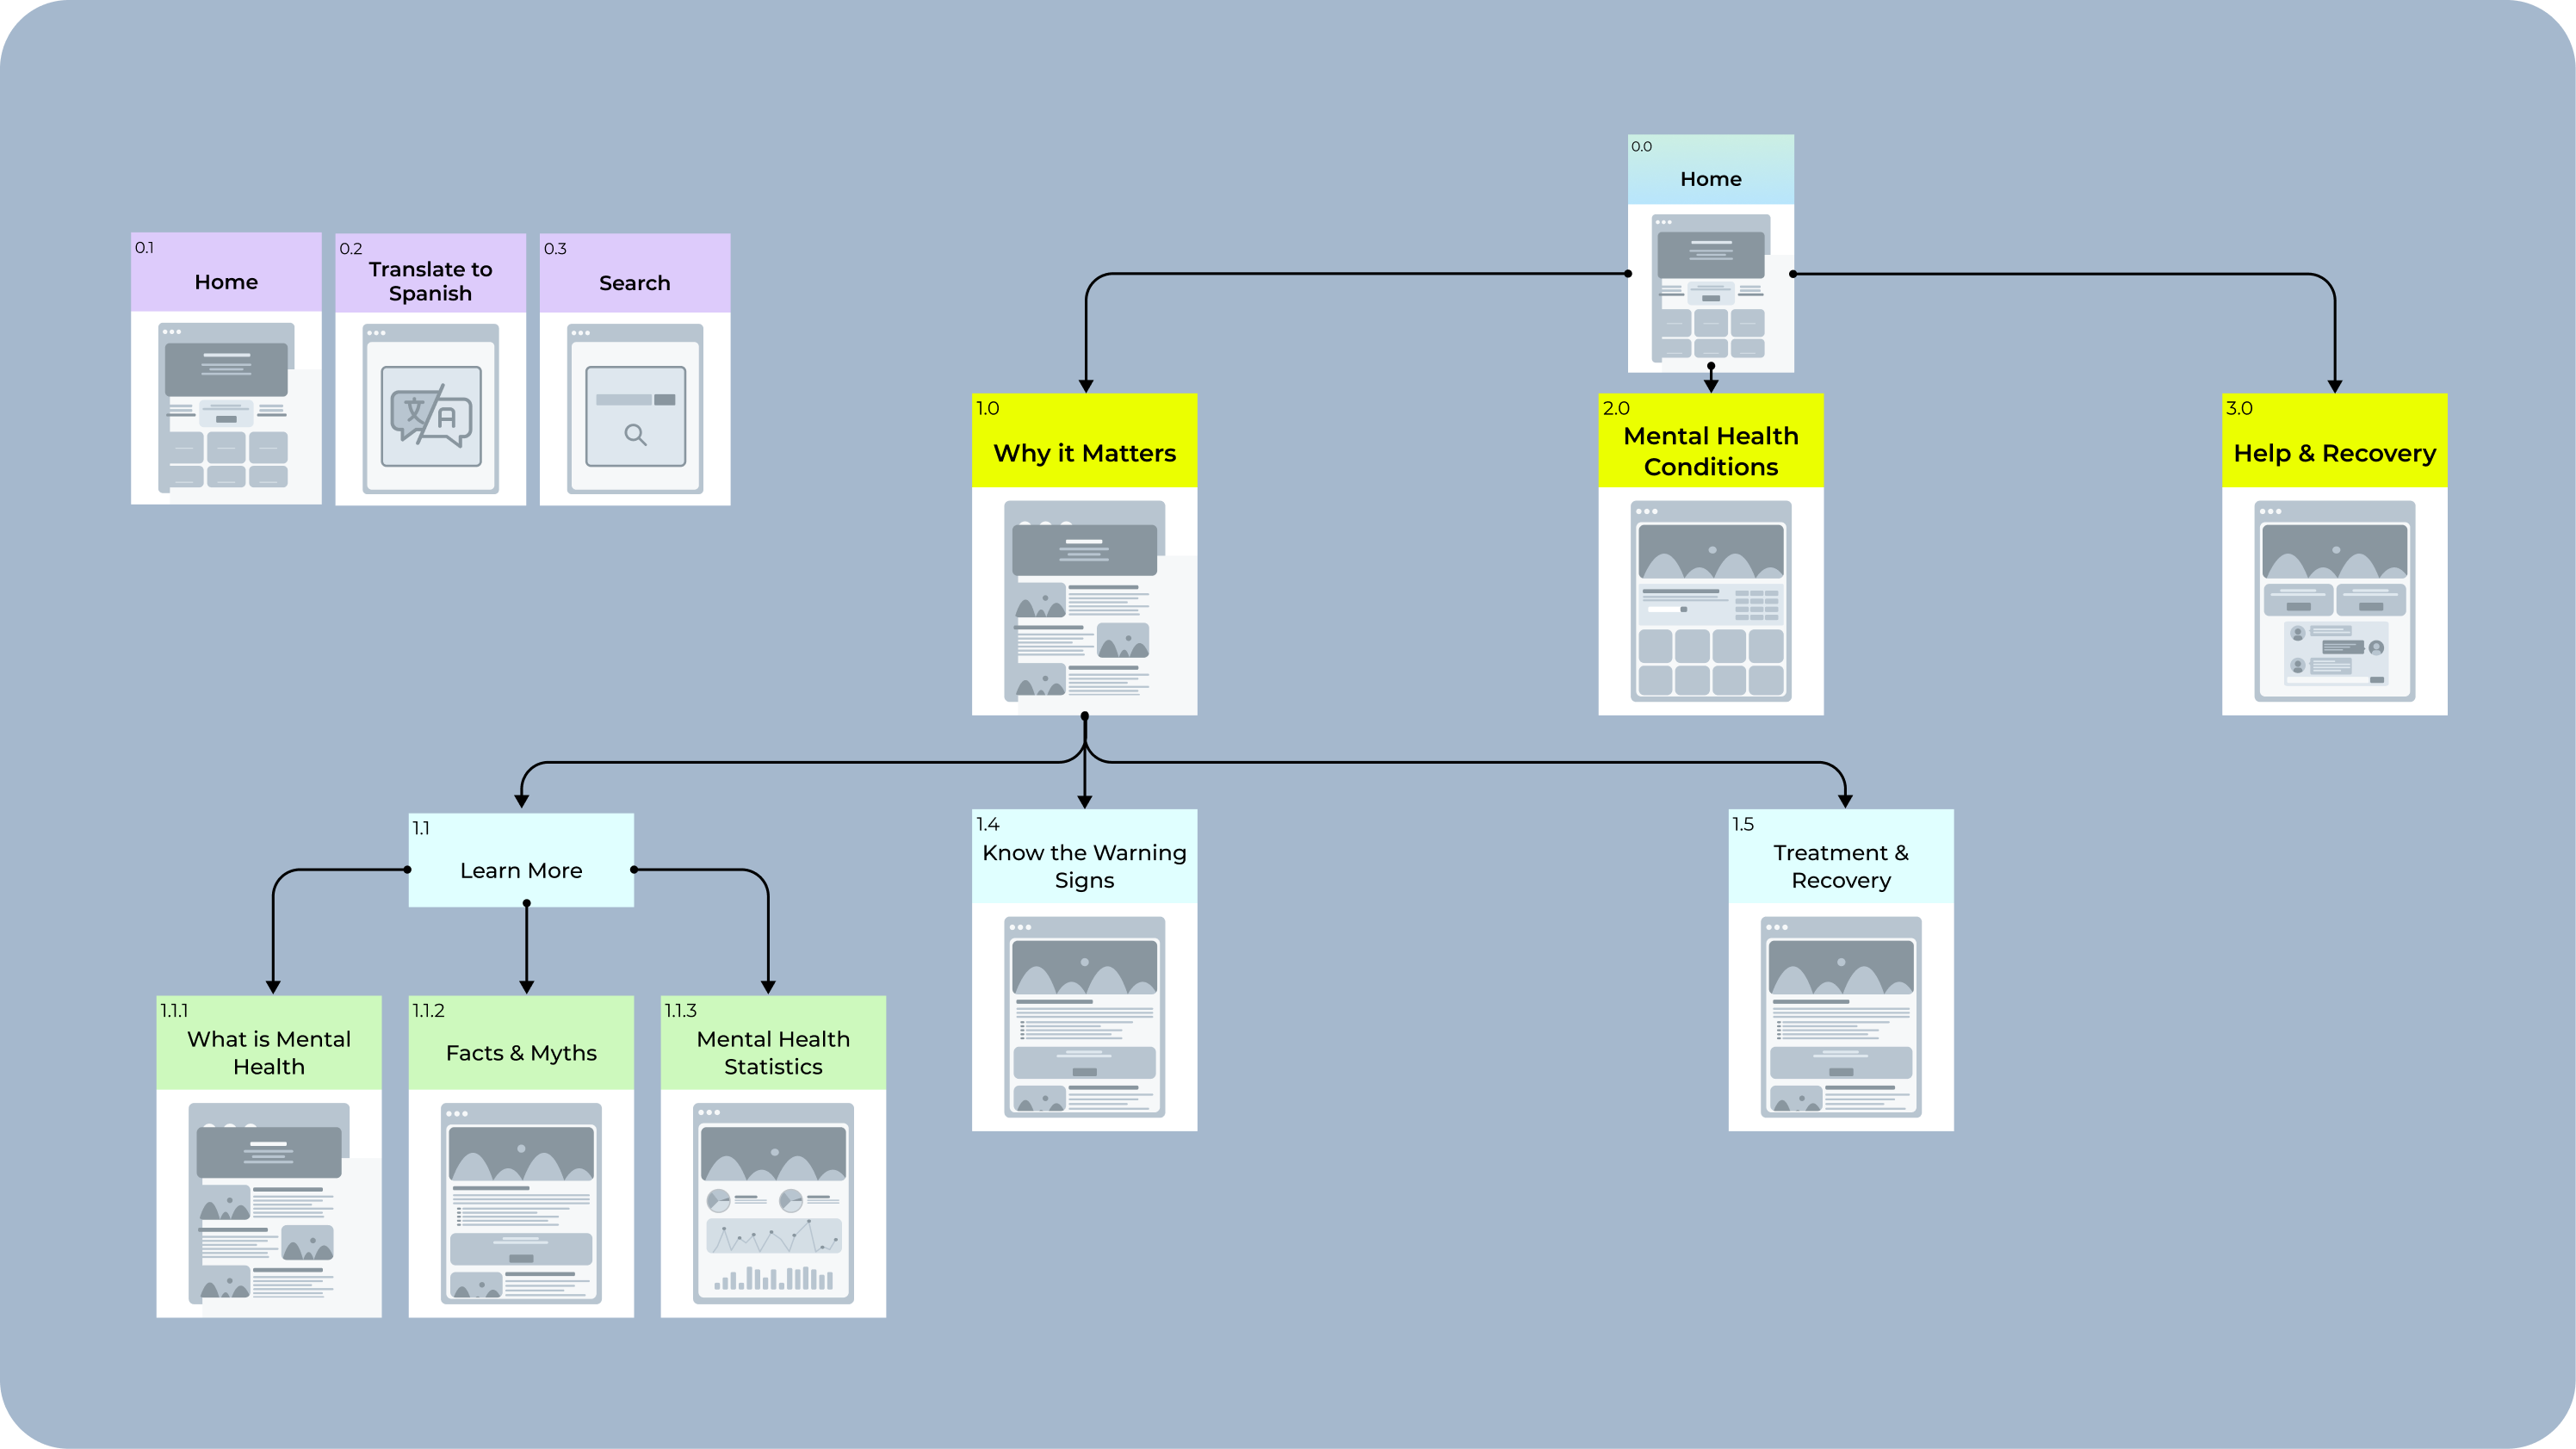 0.0
Home
0.1
Home
0.2
Translate to
Spanish
0.3
Search
文
A
1.0
Why it Matters
2.0
Mental Health
Conditions
3.0
Help & Recovery
1.1
Learn More
1.4
Know the Warning
Signs
1.5
Treatment &
Recovery
1.1.1
What is Mental
Health
1.1.2
Facts & Myths
1.1.3
Mental Health
Statistics